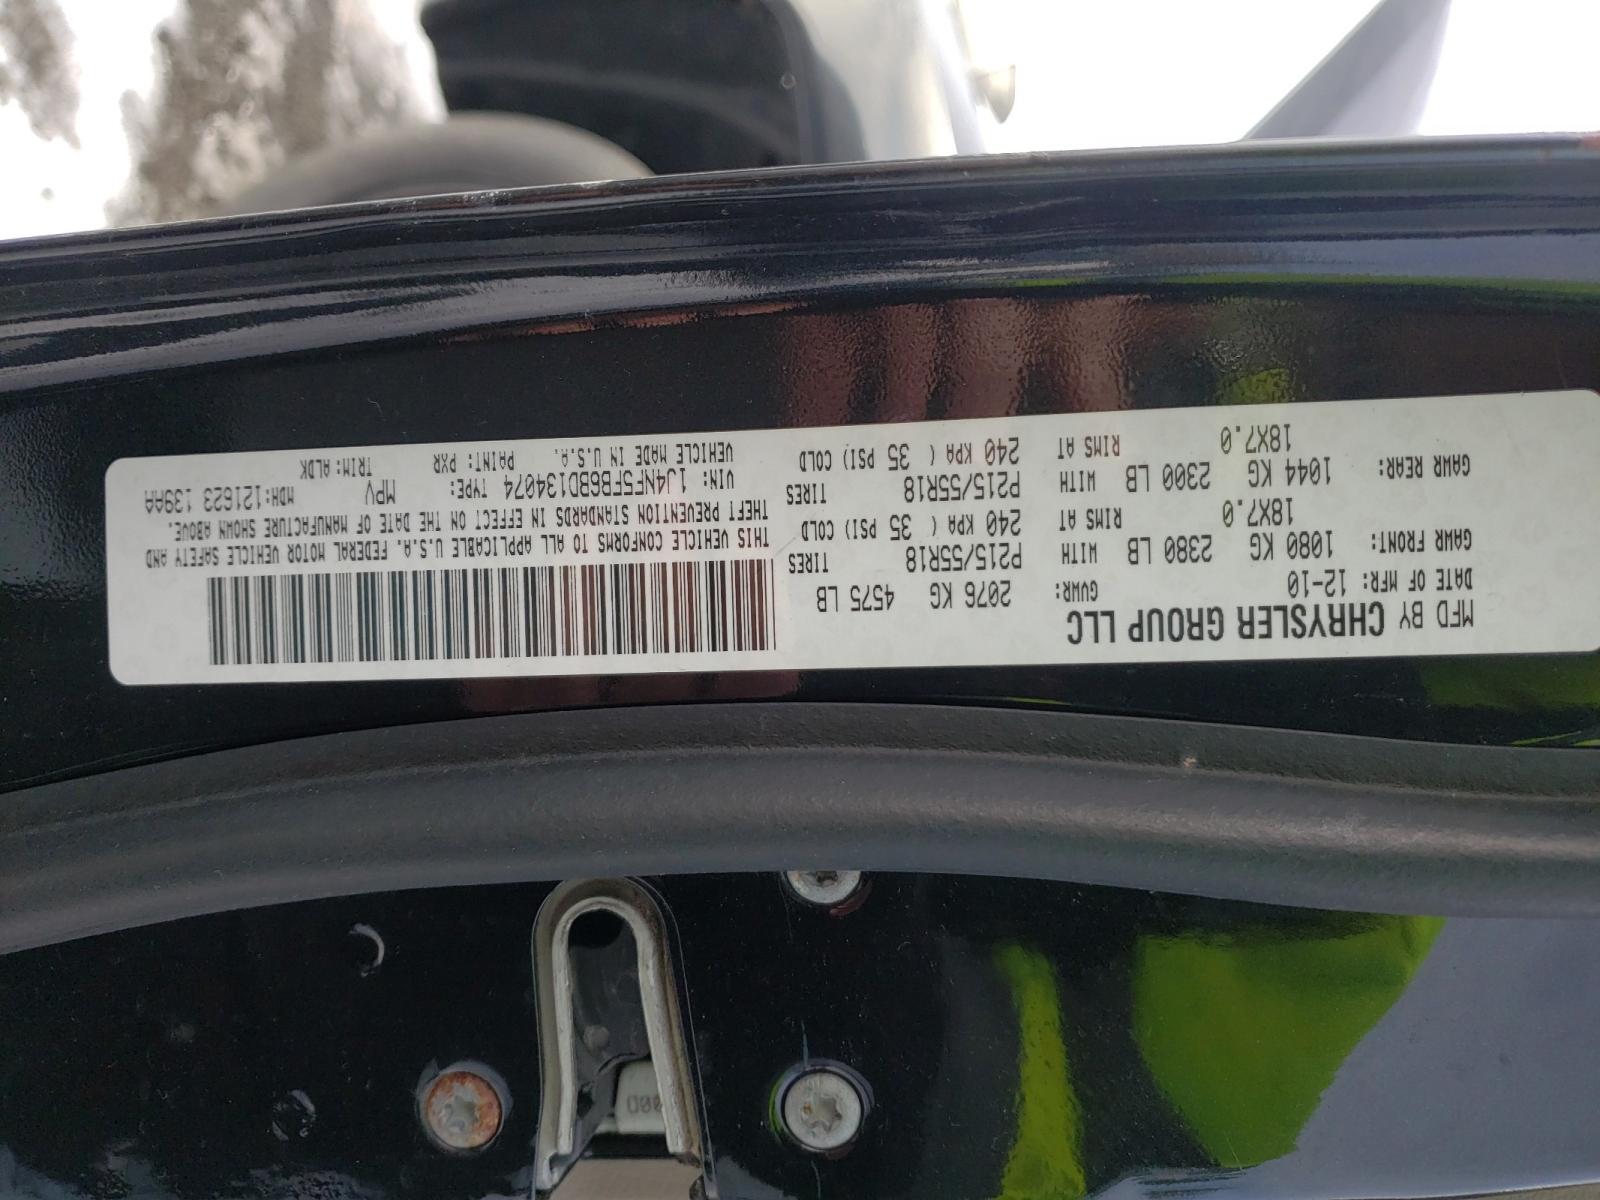 MFD BY CHRYSLER GROUP LLC
DATE OF MFR: 12-10 GVWR: 2076 KG 4575 LB
GAWR FRONT: 1080 KG 2380 LB WITH P215/55R18 TIRES
18X7.0 RIMS AT 240 KPA ( 35 PSI) COLD
GAWR REAR: 1044 KG 2300 LB WITH P215/55R18 TIRES
18X7.0 RIMS AT 240 KPA ( 35 PSI) COLD
THIS VEHICLE CONFORMS TO ALL APPLICABLE U.S.A. FEDERAL MOTOR VEHICLE SAFETY AND
THEFT PREVENTION STANDARDS IN EFFECT ON THE DATE OF MANUFACTURE SHOWN ABOVE.
VIN: 1J4NF5FB6BD134074 TYPE: MPV MDH:121623 139AA
VEHICLE MADE IN U.S.A. PAINT: PXR TRIM: ALDK